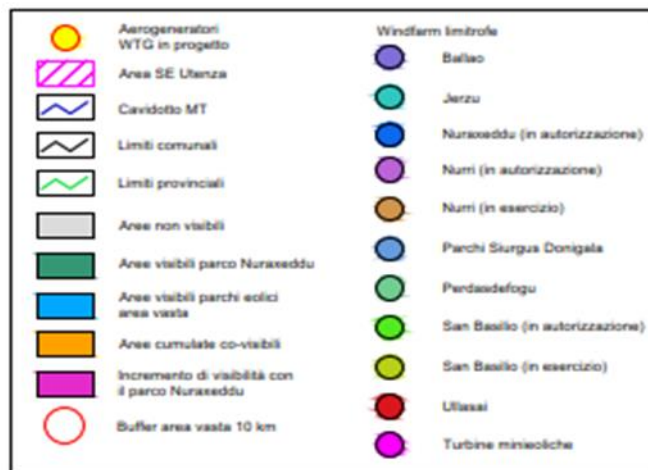 Aerogeneratori
WTG in progetto
Area SE Utenza
Cavidotto MT
Limiti comunali
Limiti provinciali
Aree non visibili
Aree visibili parco Nuraxeddu
Aree visibili parchi eolici
area vasta
Aree cumulate co-visibili
Incremento di visibilità con
il parco Nuraxeddu
Buffer area vasta 10 km
Windfarm limitrofe
Ballao
Jerzu
Nuraxeddu (in autorizzazione)
Nurri (in autorizzazione)
Nurri (in esercizio)
Parchi Siurgus Donigala
Perdasdefogu
San Basilio (in autorizzazione)
San Basilio (in esercizio)
Ullasai
Turbine minieoliche